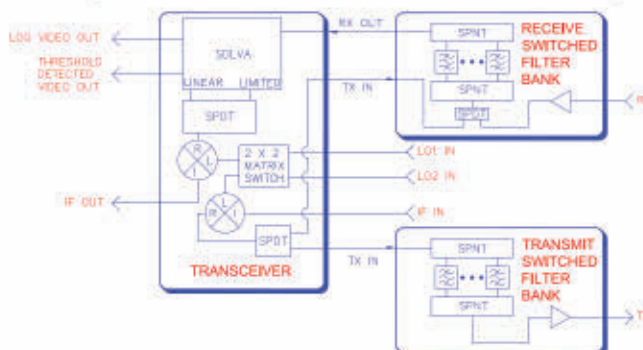 LOG VIDEO OUT
THRESHOLD
DETECTED
VIDEO OUT
SDLVA
LINEAR LIMITED
SPDT
R
L
I
2 X 2
MATRIX
SWITCH
IF OUT
L
R
I
SPDT
TRANSCEIVER
RX OUT
TX IN
LO1 IN
LO2 IN
IF IN
TX IN
SPNT
SPNT
SPDT
RECEIVE
SWITCHED
FILTER
BANK
R
SPNT
SPNT
TRANSMIT
SWITCHED
FILTER
BANK
T